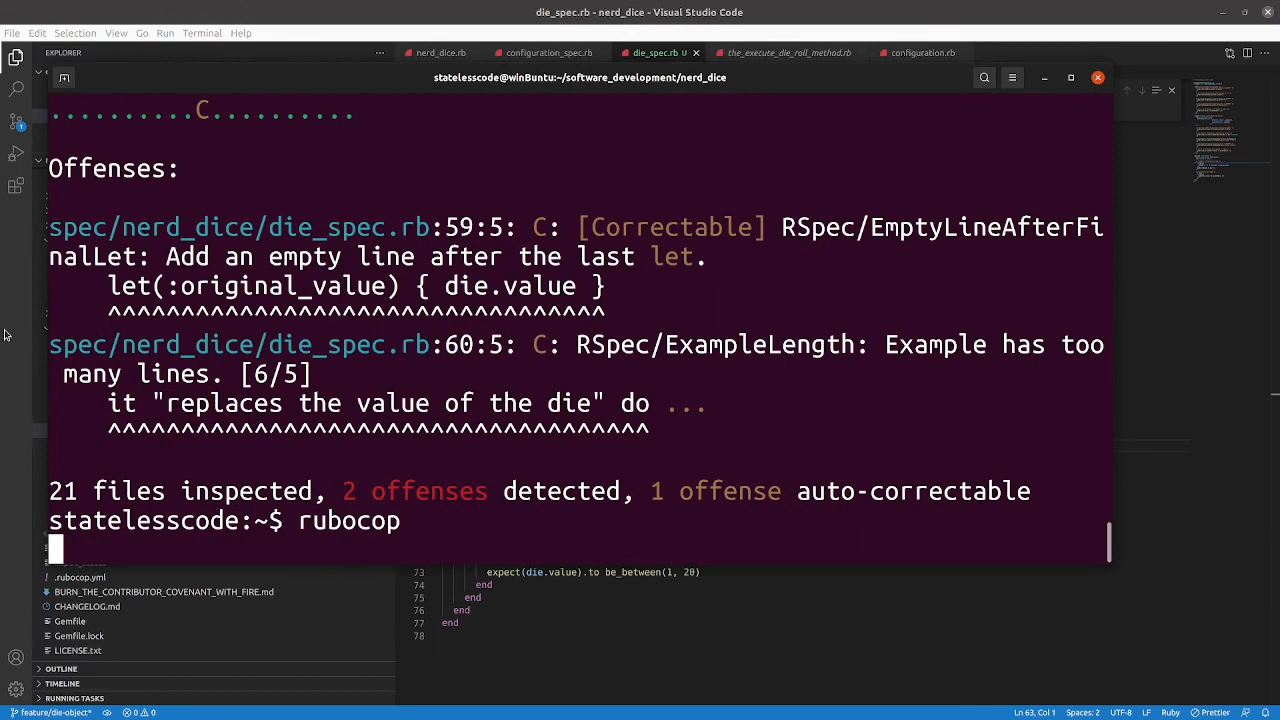 die_spec.rb - nerd_dice - Visual Studio Code
File Edit Selection View Go Run Terminal Help
EXPLORER
nerd_dice.rb configuration_spec.rb die_spec.rb U the_execute_die_roll_method.rb configuration.rb
statelesscode@winBuntu:~/software_development/nerd_dice
..........C..........
Offenses:
spec/nerd_dice/die_spec.rb:59:5: C: [Correctable] RSpec/EmptyLineAfterFi
nalLet: Add an empty line after the last let.
let(:original_value) { die.value }
^^^^^^^^^^^^^^^^^^^^^^^^^^^^^^^^^^
spec/nerd_dice/die_spec.rb:60:5: C: RSpec/ExampleLength: Example has too
many lines. [6/5]
it "replaces the value of the die" do ...
^^^^^^^^^^^^^^^^^^^^^^^^^^^^^^^^^^^^^
21 files inspected, 2 offenses detected, 1 offense auto-correctable
statelesscode:~$ rubocop
.rubocop.yml
BURN_THE_CONTRIBUTOR_COVENANT_WITH_FIRE.md
CHANGELOG.md
Gemfile
Gemfile.lock
LICENSE.txt
OUTLINE
TIMELINE
RUNNING TASKS
73 expect(die.value).to be_between(1, 20)
74 end
75 end
76 end
77 end
78
feature/die-object* 0 0 Ln 63, Col 1 Spaces: 2 UTF-8 LF Ruby Prettier